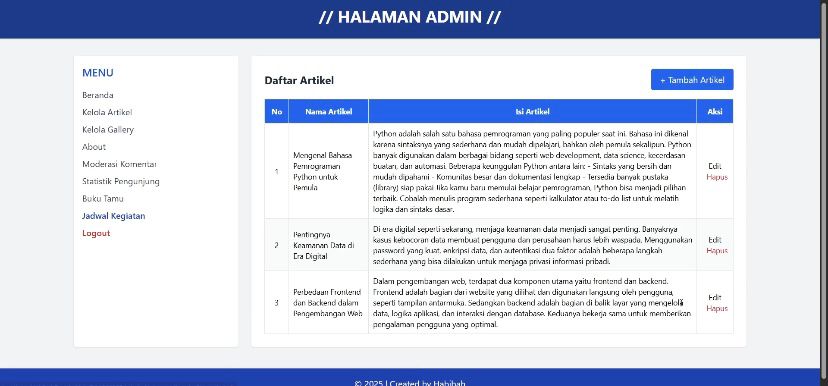 // HALAMAN ADMIN //
MENU
Beranda
Kelola Artikel
Kelola Gallery
About
Moderasi Komentar
Statistik Pengunjung
Buku Tamu
Jadwal Kegiatan
Logout
Daftar Artikel
+ Tambah Artikel
No Nama Artikel Isi Artikel Aksi
1
Mengenal Bahasa
Pemrograman
Python untuk
Pemula
Python adalah salah satu bahasa pemrograman yang paling populer saat ini. Bahasa ini dikenal
karena sintaksnya yang sederhana dan mudah dipelajari, bahkan oleh pemula sekalipun. Python
banyak digunakan dalam berbagai bidang seperti web development, data science, kecerdasan
buatan, dan automasi. Beberapa keunggulan Python antara lain: - Sintaks yang bersih dan
mudah dipahami - Komunitas besar dan dokumentasi lengkap - Tersedia banyak pustaka
(library) siap pakai Jika kamu baru memulai belajar pemrograman, Python bisa menjadi pilihan
terbaik. Cobalah menulis program sederhana seperti kalkulator atau to-do list untuk melatih
logika dan sintaks dasar.
Edit
Hapus
2
Pentingnya
Keamanan Data di
Era Digital
Di era digital seperti sekarang, menjaga keamanan data menjadi sangat penting. Banyaknya
kasus kebocoran data membuat pengguna dan perusahaan harus lebih waspada. Menggunakan
password yang kuat, enkripsi data, dan autentikasi dua faktor adalah beberapa langkah
sederhana yang bisa dilakukan untuk menjaga privasi informasi pribadi.
Edit
Hapus
3
Perbedaan Frontend
dan Backend dalam
Pengembangan Web
Dalam pengembangan web, terdapat dua komponen utama yaitu frontend dan backend.
Frontend adalah bagian dari website yang dilihat dan digunakan langsung oleh pengguna,
seperti tampilan antarmuka. Sedangkan backend adalah bagian di balik layar yang mengelola
data, logika aplikasi, dan interaksi dengan database. Keduanya bekerja sama untuk memberikan
pengalaman pengguna yang optimal.
Edit
Hapus
© 2025 | Created by Habibah